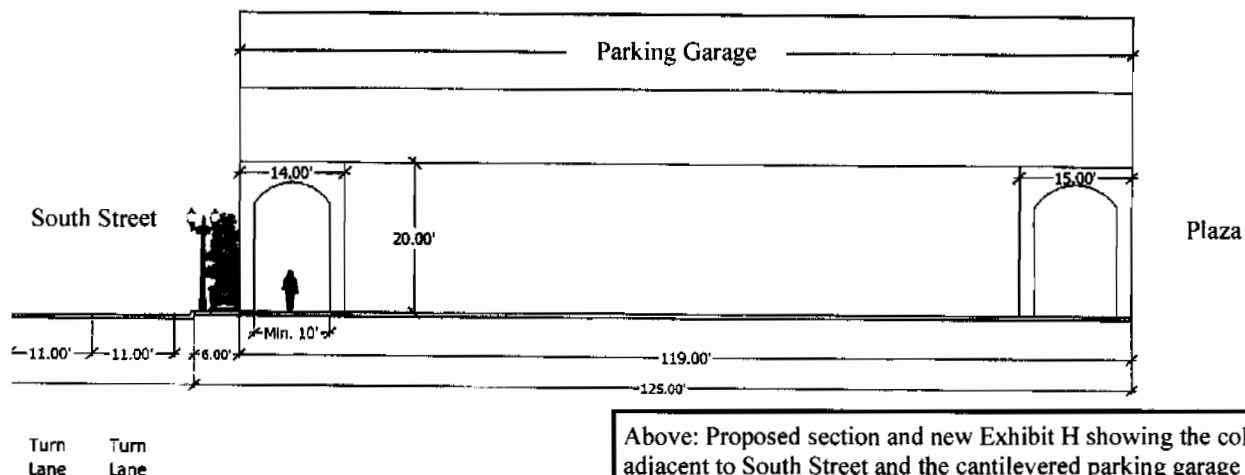 Parking Garage
14.00'
15.00'
South Street
20.00'
Plaza
Min. 10'
11.00' 11.00' 6.00' 119.00'
125.00'
Turn Turn
Lane Lane
Above: Proposed section and new Exhibit H showing the
adjacent to South Street and the cantilevered parking garage